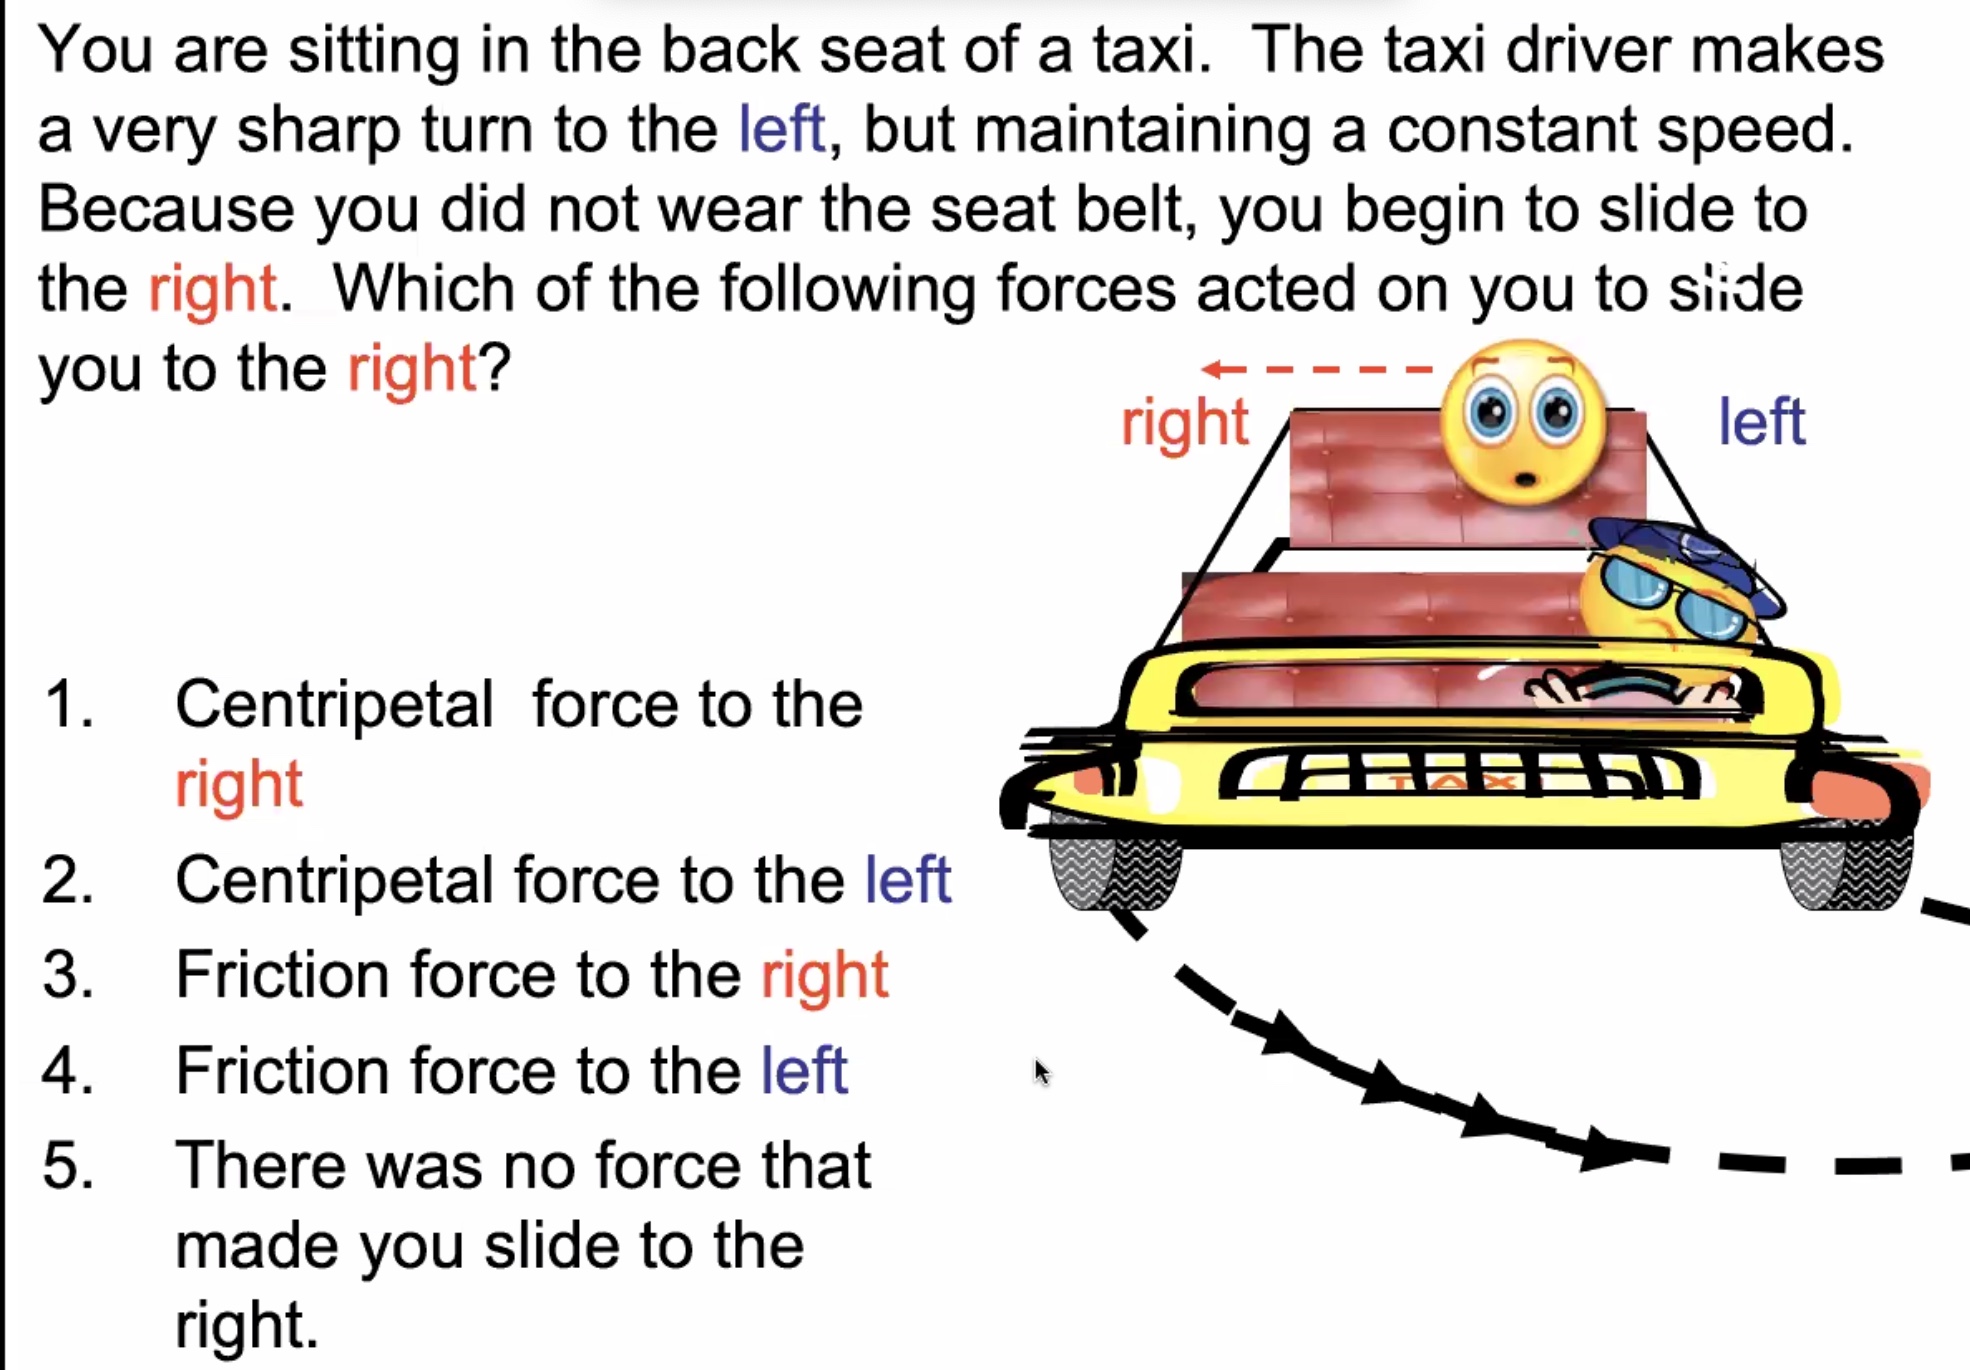 You are sitting in the back seat of a taxi.  The taxi driver makes
a very sharp turn to the left, but maintaining a constant speed.
Because you did not wear the seat belt, you begin to slide to
the right.  Which of the following forces acted on you to slide
you to the right?
right
left
1. Centripetal  force to the
right
2. Centripetal force to the left
3. Friction force to the right
4. Friction force to the left
5. There was no force that
made you slide to the
right.
TAXI